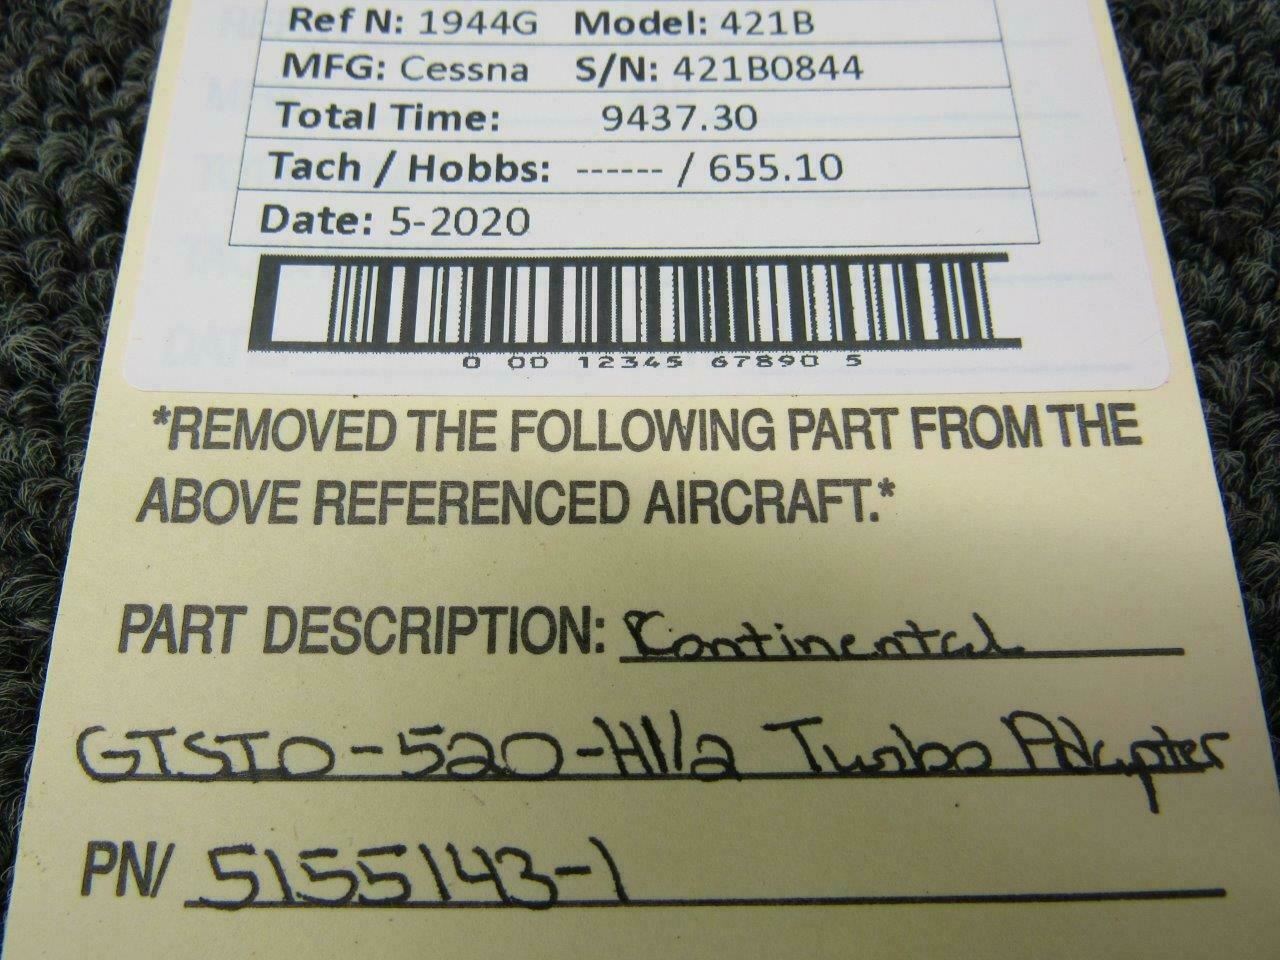 Ref N: 1944G Model: 421B
MFG: Cessna S/N: 421B0844
Total Time: 9437.30
Tach / Hobbs: ------ / 655.10
Date: 5-2020
0 00 12345 67890 5
*REMOVED THE FOLLOWING PART FROM THE
ABOVE REFERENCED AIRCRAFT.*
PART DESCRIPTION: Continental
GTSIO-520-H1/2 Turbo Adapter
PN/ 5155143-1